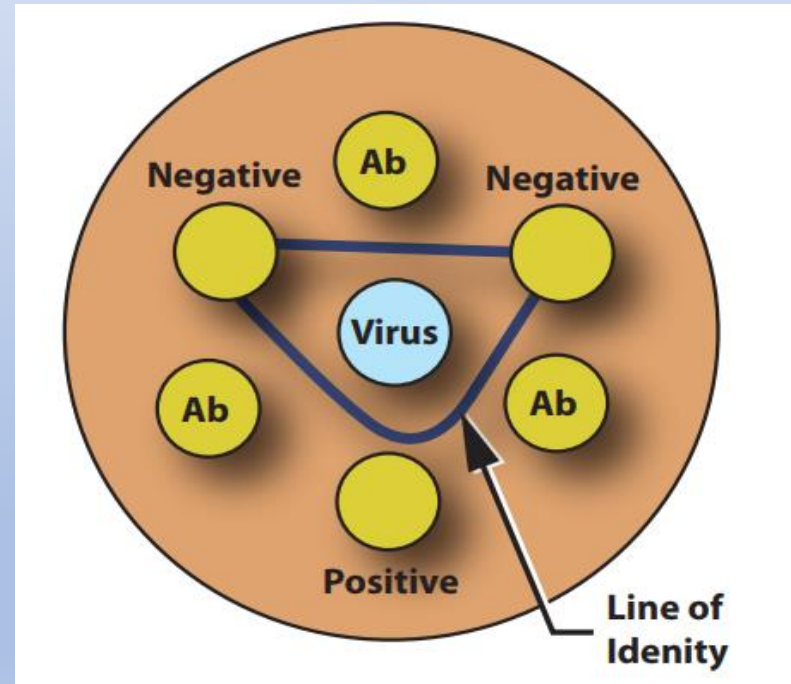 Ab
Negative
Negative
Virus
Ab
Ab
Positive
Line of
Idenity